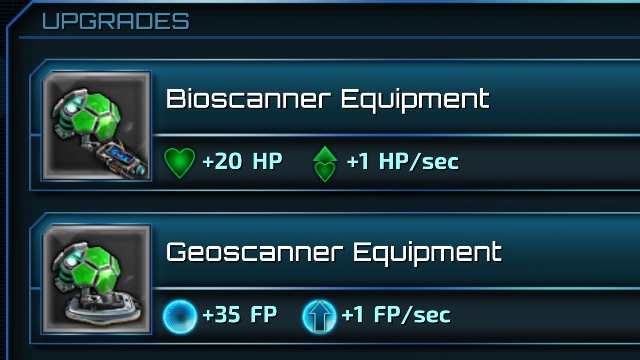 UPGRADES
Bioscanner Equipment
+20 HP +1 HP/sec
Geoscanner Equipment
+35 FP +1 FP/sec